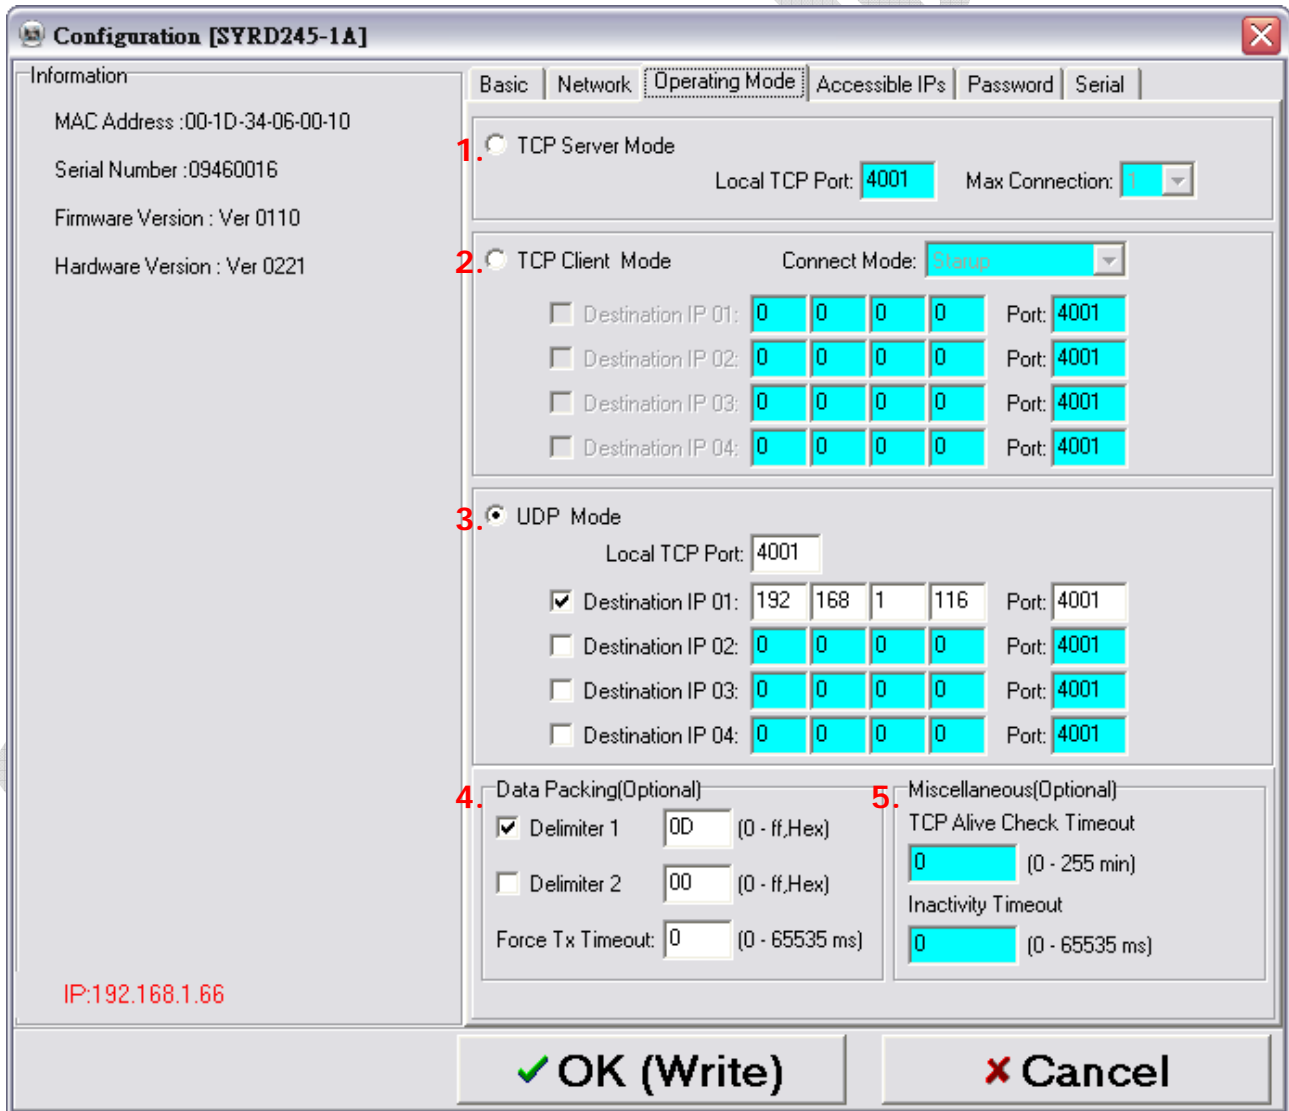 Configuration [SYRD245-1A]
Information
MAC Address :00-1D-34-06-00-10
Serial Number :09460016
Firmware Version : Ver 0110
Hardware Version : Ver 0221
IP:192.168.1.66
Basic Network Operating Mode Accessible IPs Password Serial
1. TCP Server Mode
Local TCP Port: 4001 Max Connection: 1
2. TCP Client Mode Connect Mode: Starup
Destination IP 01: 0 0 0 0 Port: 4001
Destination IP 02: 0 0 0 0 Port: 4001
Destination IP 03: 0 0 0 0 Port: 4001
Destination IP 04: 0 0 0 0 Port: 4001
3. UDP Mode
Local TCP Port: 4001
Destination IP 01: 192 168 1 116 Port: 4001
Destination IP 02: 0 0 0 0 Port: 4001
Destination IP 03: 0 0 0 0 Port: 4001
Destination IP 04: 0 0 0 0 Port: 4001
4. Data Packing(Optional)
Delimiter 1 0D (0 - ff,Hex)
Delimiter 2 00 (0 - ff,Hex)
Force Tx Timeout: 0 (0 - 65535 ms)
5. Miscellaneous(Optional)
TCP Alive Check Timeout
0 (0 - 255 min)
Inactivity Timeout
0 (0 - 65535 ms)
OK (Write) Cancel